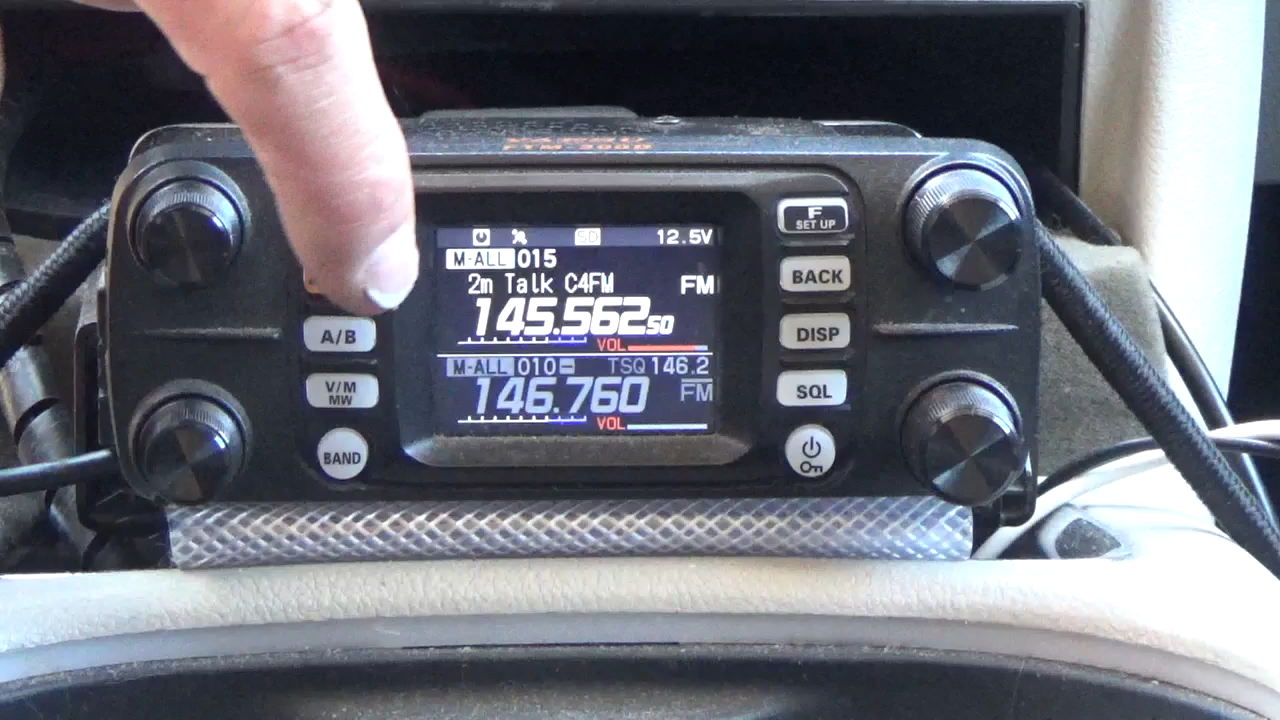 SD 12.5V
M-ALL 015
2m Talk C4FM FM
145.562 50
VOL
M-ALL 010 TSQ 146.2
146.760 FM
VOL
A/B
V/M
MW
BAND
F
SET UP
BACK
DISP
SQL